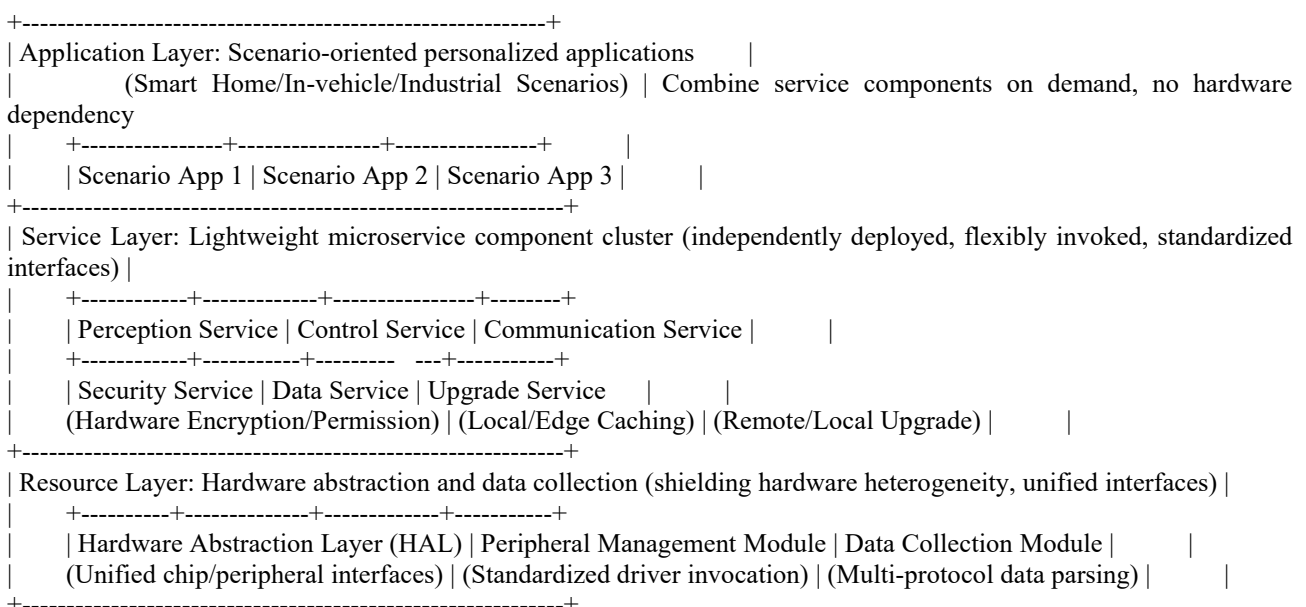 +-----------------------------------------------------------+
| Application Layer: Scenario-oriented personalized applications |
| (Smart Home/In-vehicle/Industrial Scenarios) | Combine service components on demand, no hardware
dependency
| +----------------+----------------+----------------+ |
| | Scenario App 1 | Scenario App 2 | Scenario App 3 | |
+-------------------------------------------------------------+
| Service Layer: Lightweight microservice component cluster (independently deployed, flexibly invoked, standardized
interfaces) |
| +------------+-------------+----------------+--------+
| | Perception Service | Control Service | Communication Service | |
| +------------+-----------+--------- ---+-----------+
| | Security Service | Data Service | Upgrade Service | |
| (Hardware Encryption/Permission) | (Local/Edge Caching) | (Remote/Local Upgrade) | |
+-------------------------------------------------------------+
| Resource Layer: Hardware abstraction and data collection (shielding hardware heterogeneity, unified interfaces) |
| +----------+--------------+-------------+-----------+
| | Hardware Abstraction Layer (HAL) | Peripheral Management Module | Data Collection Module | |
| (Unified chip/peripheral interfaces) | (Standardized driver invocation) | (Multi-protocol data parsing) | |
+-------------------------------------------------------------+